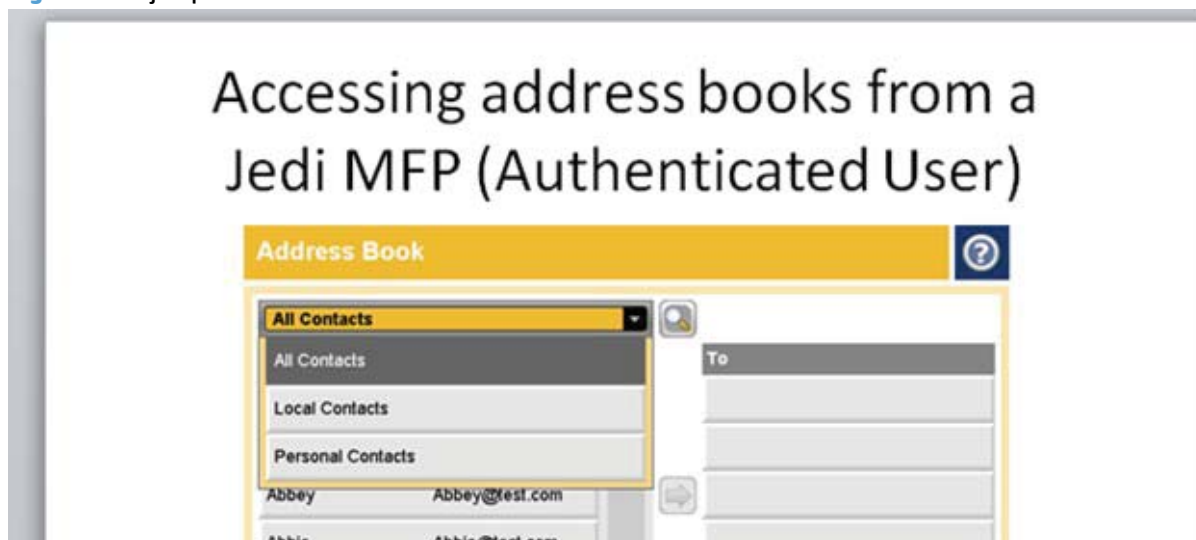 Accessing address books from a
Jedi MFP (Authenticated User)
Address Book
?
All Contacts
All Contacts
To
Local Contacts
Personal Contacts
Abbey Abbey@test.com